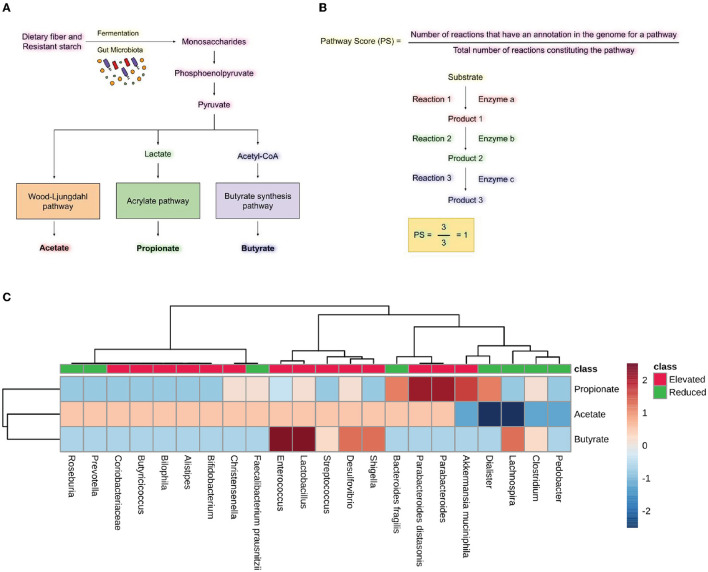 A
Dietary fiber and
Resistant starch
Fermentation
Gut Microbiota
Monosaccharides
Phosphoenolpyruvate
Pyruvate
Lactate
Acetyl-CoA
Wood-Ljungdahl
pathway
Acrylate pathway
Butyrate synthesis
pathway
Acetate
Propionate
Butyrate
B
Pathway Score (PS) =
Number of reactions that have an annotation in the genome for a pathway
Total number of reactions constituting the pathway
Substrate
Reaction 1
Enzyme a
Product 1
Reaction 2
Enzyme b
Product 2
Reaction 3
Enzyme c
Product 3
PS = 3/3 = 1
C
class
Propionate
Acetate
Butyrate
class
Elevated
Reduced
2
1
0
-1
-2
Roseburia
Prevotella
Coriobacteriaceae
Butyricicoccus
Bilophila
Alistipes
Bifidobacterium
Christensenella
Faecalibacterium prausnitzii
Enterococcus
Lactobacillus
Streptococcus
Desulfovibrio
Shigella
Bacteroides fragilis
Parabacteroides distasonis
Parabacteroides
Akkermansia muciniphila
Dialister
Lachnospira
Clostridium
Pedobacter